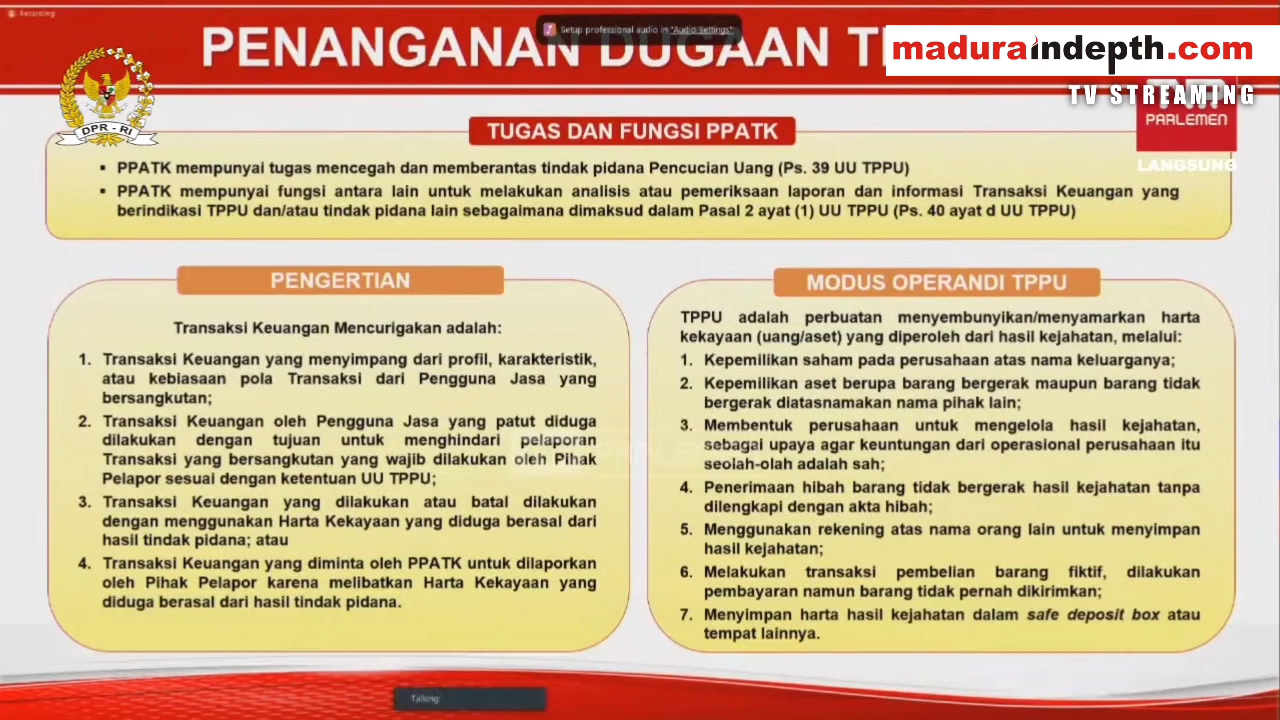 Recording
Setup professional audio in "Audio Settings"
PENANGANAN DUGAAN
maduraindepth.com
TV STREAMING
PARLEMEN
LANGSUNG
DPR - RI
TUGAS DAN FUNGSI PPATK
▪ PPATK mempunyai tugas mencegah dan memberantas tindak pidana Pencucian Uang (Ps. 39 UU TPPU)
▪ PPATK mempunyai fungsi antara lain untuk melakukan analisis atau pemeriksaan laporan dan informasi Transaksi Keuangan yang
berindikasi TPPU dan/atau tindak pidana lain sebagaimana dimaksud dalam Pasal 2 ayat (1) UU TPPU (Ps. 40 ayat d UU TPPU)
PENGERTIAN
Transaksi Keuangan Mencurigakan adalah:
1. Transaksi Keuangan yang menyimpang dari profil, karakteristik,
atau kebiasaan pola Transaksi dari Pengguna Jasa yang
bersangkutan;
2. Transaksi Keuangan oleh Pengguna Jasa yang patut diduga
dilakukan dengan tujuan untuk menghindari pelaporan
Transaksi yang bersangkutan yang wajib dilakukan oleh Pihak
Pelapor sesuai dengan ketentuan UU TPPU;
3. Transaksi Keuangan yang dilakukan atau batal dilakukan
dengan menggunakan Harta Kekayaan yang diduga berasal dari
hasil tindak pidana; atau
4. Transaksi Keuangan yang diminta oleh PPATK untuk dilaporkan
oleh Pihak Pelapor karena melibatkan Harta Kekayaan yang
diduga berasal dari hasil tindak pidana.
MODUS OPERANDI TPPU
TPPU adalah perbuatan menyembunyikan/menyamarkan harta
kekayaan (uang/aset) yang diperoleh dari hasil kejahatan, melalui:
1. Kepemilikan saham pada perusahaan atas nama keluarganya;
2. Kepemilikan aset berupa barang bergerak maupun barang tidak
bergerak diatasnamakan nama pihak lain;
3. Membentuk perusahaan untuk mengelola hasil kejahatan,
sebagai upaya agar keuntungan dari operasional perusahaan itu
seolah-olah adalah sah;
4. Penerimaan hibah barang tidak bergerak hasil kejahatan tanpa
dilengkapi dengan akta hibah;
5. Menggunakan rekening atas nama orang lain untuk menyimpan
hasil kejahatan;
6. Melakukan transaksi pembelian barang fiktif, dilakukan
pembayaran namun barang tidak pernah dikirimkan;
7. Menyimpan harta hasil kejahatan dalam safe deposit box atau
tempat lainnya.
Talking: